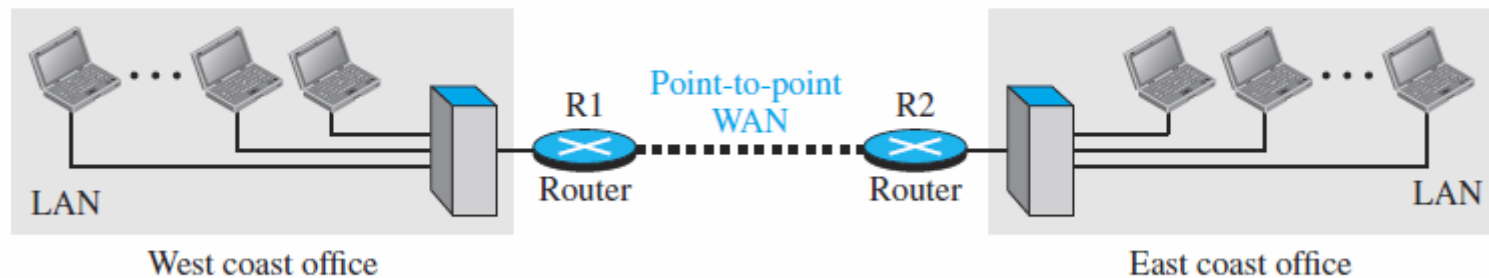 Point-to-point
WAN
R1
R2
Router
Router
LAN
LAN
West coast office
East coast office